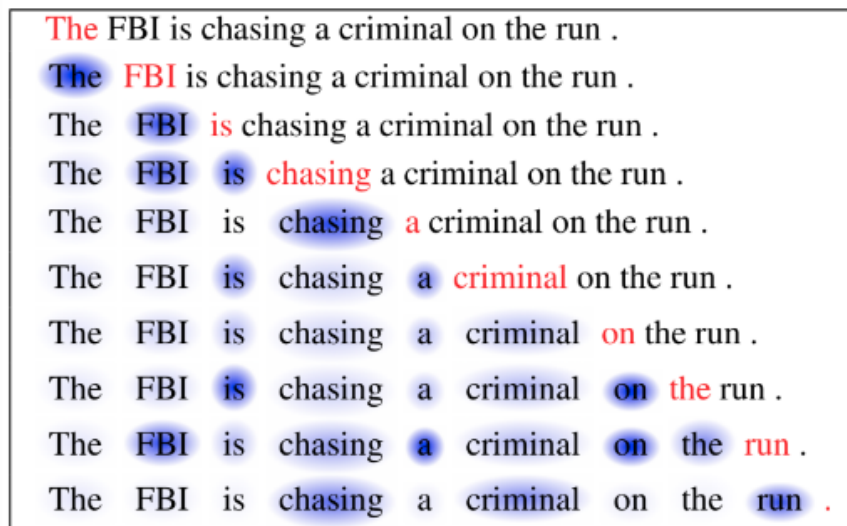 The FBI is chasing a criminal on the run .
The FBI is chasing a criminal on the run .
The FBI is chasing a criminal on the run .
The FBI is chasing a criminal on the run .
The FBI is chasing a criminal on the run .
The FBI is chasing a criminal on the run .
The FBI is chasing a criminal on the run .
The FBI is chasing a criminal on the run .
The FBI is chasing a criminal on the run .
The FBI is chasing a criminal on the run .